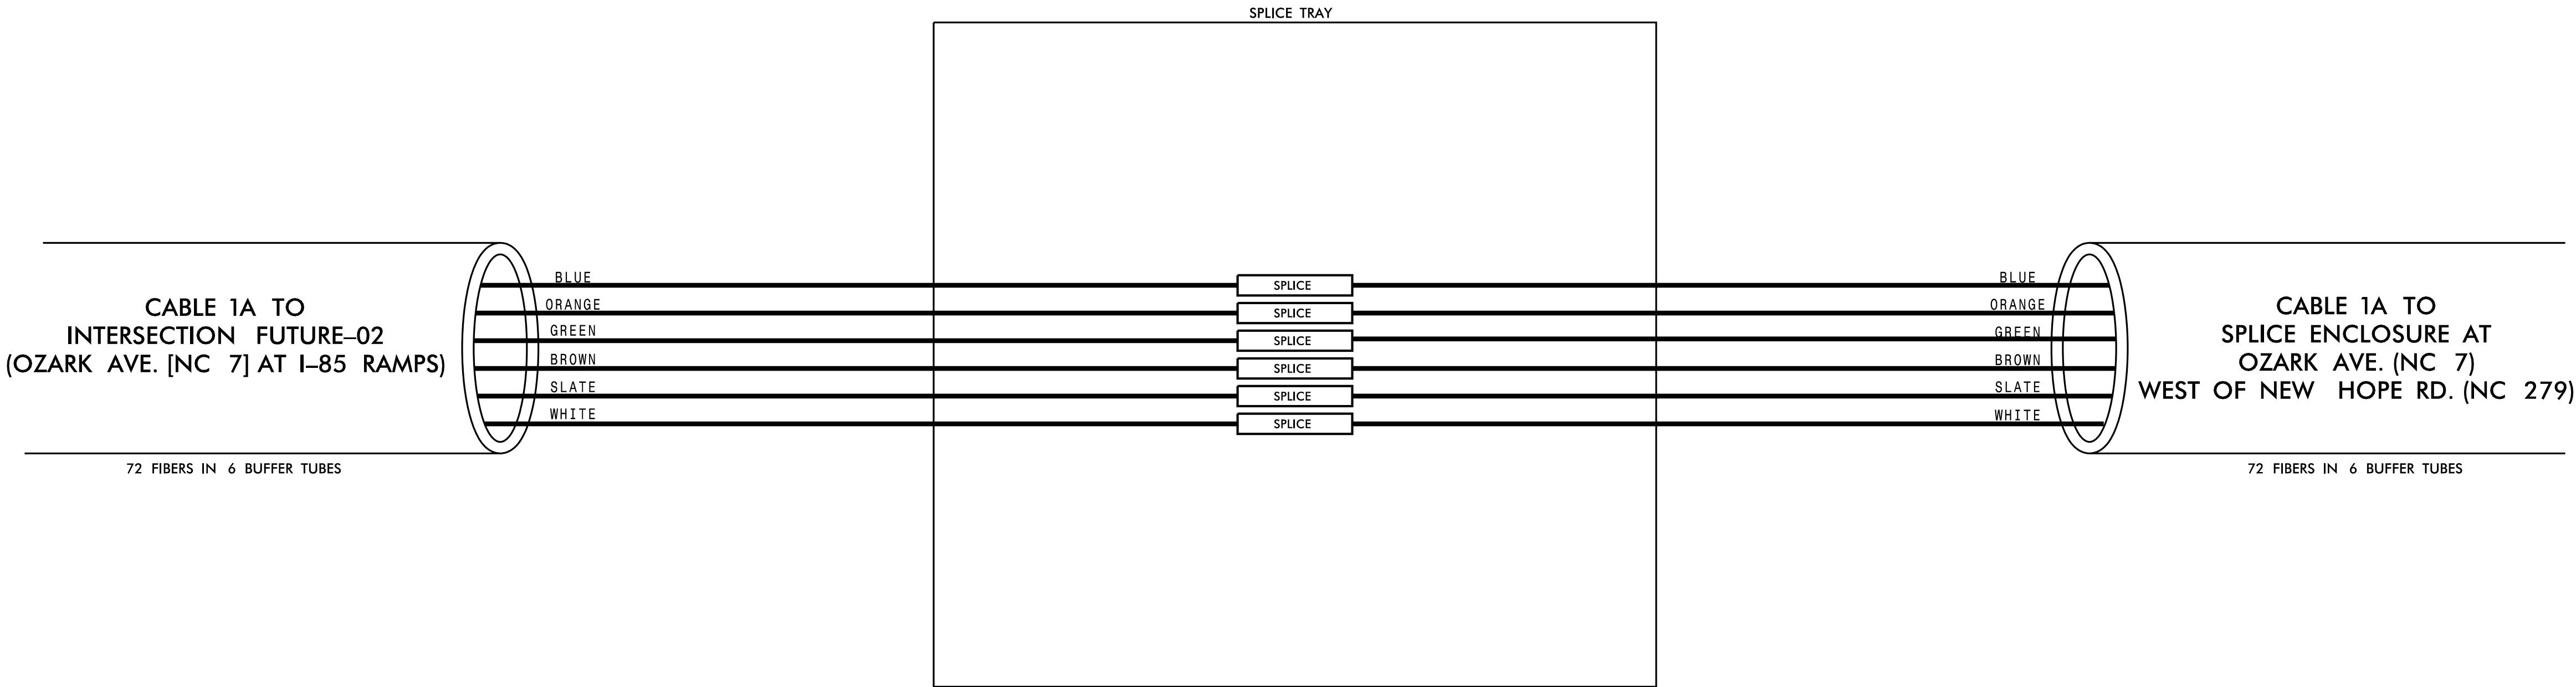 SPLICE TRAY
CABLE 1A TO
INTERSECTION FUTURE–02
(OZARK AVE. [NC 7] AT I–85 RAMPS)
72 FIBERS IN 6 BUFFER TUBES
BLUE
ORANGE
GREEN
BROWN
SLATE
WHITE
SPLICE
SPLICE
SPLICE
SPLICE
SPLICE
SPLICE
BLUE
ORANGE
GREEN
BROWN
SLATE
WHITE
CABLE 1A TO
SPLICE ENCLOSURE AT
OZARK AVE. (NC 7)
WEST OF NEW HOPE RD. (NC 279)
72 FIBERS IN 6 BUFFER TUBES